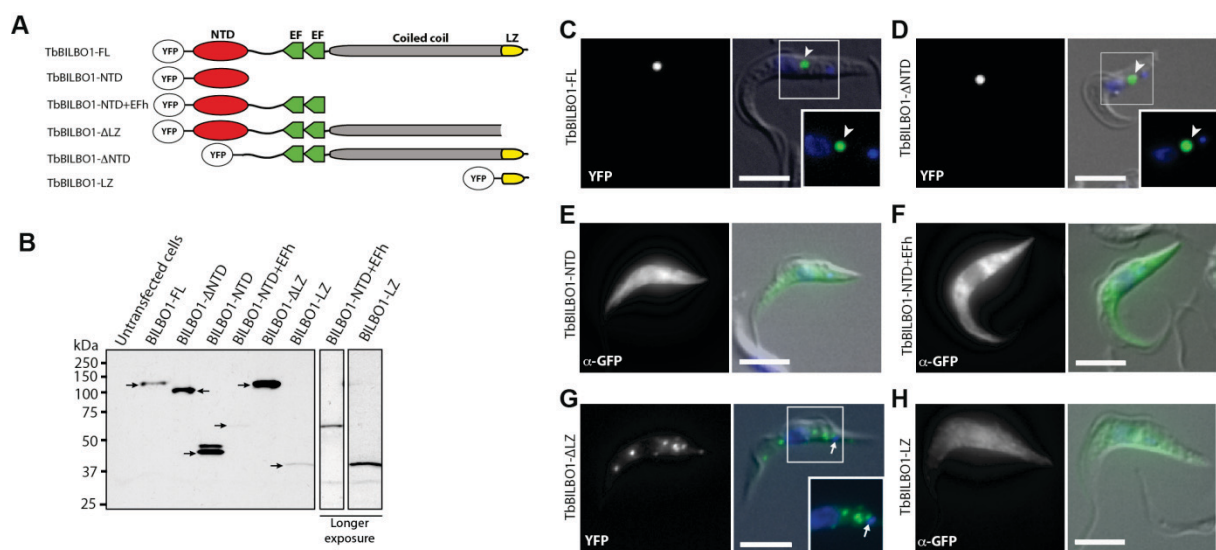 A
NTD EF EF Coiled coil LZ
TbBILBO1-FL YFP
TbBILBO1-NTD YFP
TbBILBO1-NTD+EFh YFP
TbBILBO1-ΔLZ YFP
TbBILBO1-ΔNTD YFP
TbBILBO1-LZ YFP
B
Untransfected cells
BILBO1-FL
BILBO1-ΔNTD
BILBO1-NTD
BILBO1-NTD+EFh
BILBO1-ΔLZ
BILBO1-LZ
BILBO1-NTD+EFh
BILBO1-LZ
kDa
250
150
100
75
50
37
25
Longer
exposure
C
TbBILBO1-FL
YFP
D
TbBILBO1-ΔNTD
YFP
E
TbBILBO1-NTD
α-GFP
F
TbBILBO1-NTD+EFh
α-GFP
G
TbBILBO1-ΔLZ
YFP
H
TbBILBO1-LZ
α-GFP